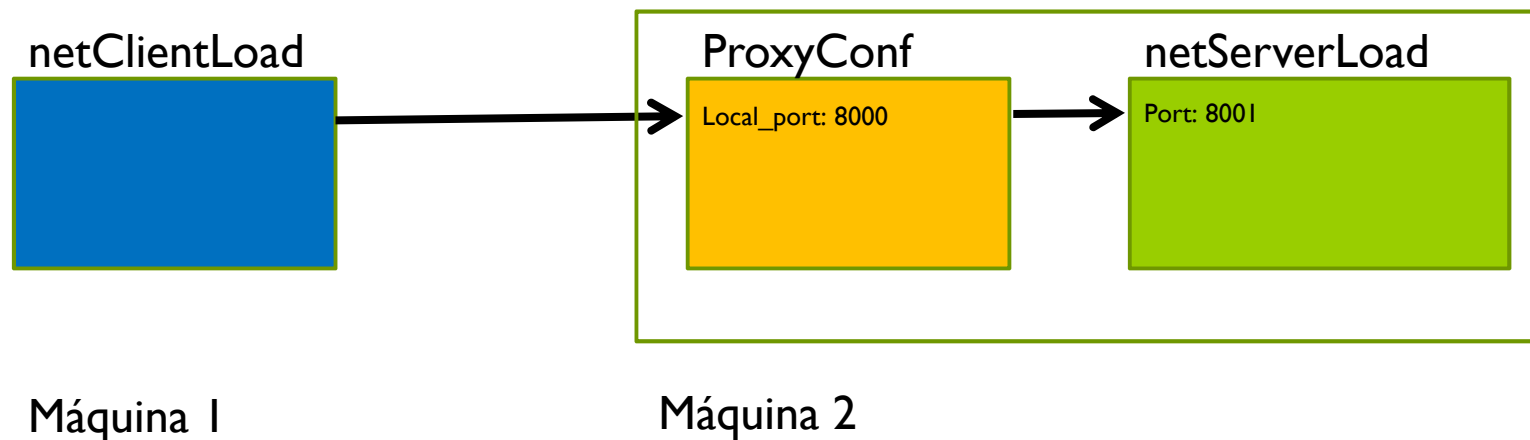 netClientLoad
ProxyConf
netServerLoad
Local_port: 8000
Port: 8001
Máquina 1
Máquina 2